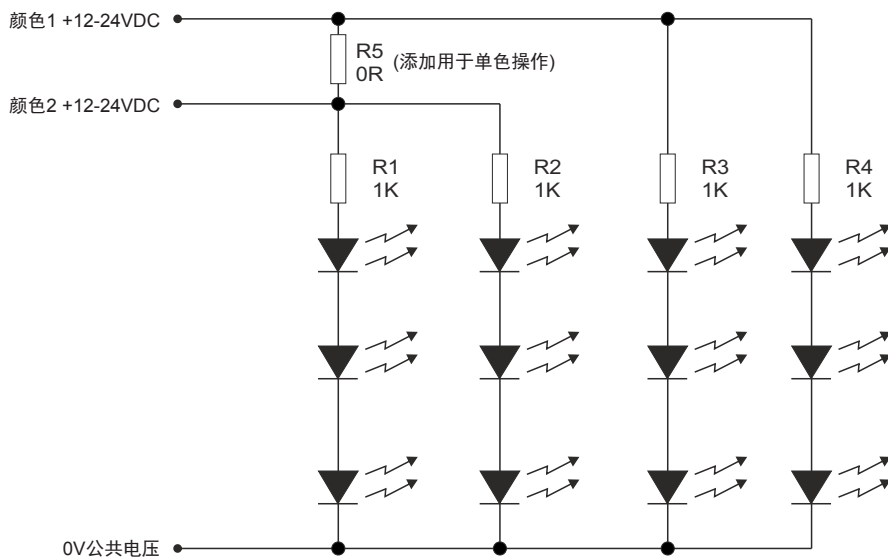 颜色1 +12-24VDC
R5
0R
(添加用于单色操作)
颜色2 +12-24VDC
R1
1K
R2
1K
R3
1K
R4
1K
0V公共电压